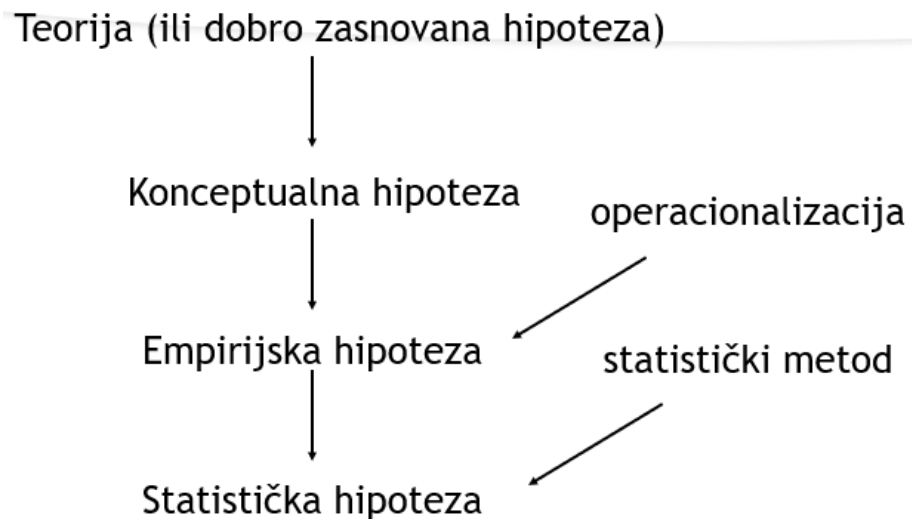 Teorija (ili dobro zasnovana hipoteza)
Konceptualna hipoteza
operacionalizacija
Empirijska hipoteza
statistički metod
Statistička hipoteza